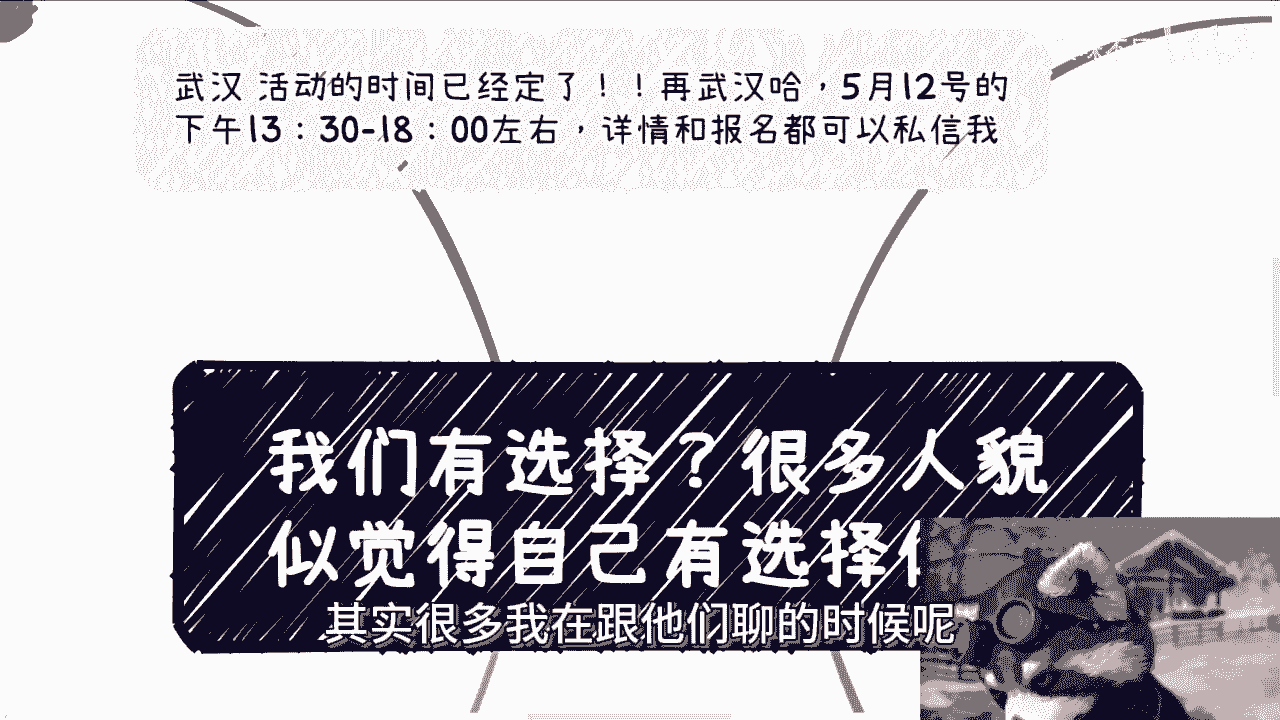 武汉 活动的时间已经定了！！再武汉哈，5月12号的
下午13：30-18：00左右，详情和报名都可以私信我
我们有选择？很多人貌
似觉得自己有选择
其实很多我在跟他们聊的时候呢